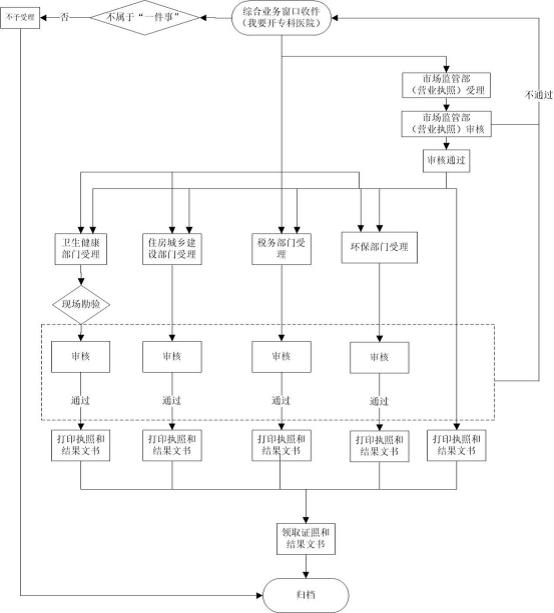 不予受理
否
不属于“一件事”
综合业务窗口收件
（我要开专科医院）
市场监管部
（营业执照）受理
不通过
市场监管部
（营业执照）审核
审核通过
卫生健康
部门受理
住房城乡建
设部门受理
税务部门受
理
环保部门受理
现场勘验
审核
审核
审核
审核
通过
通过
通过
通过
打印执照和
结果文书
打印执照和
结果文书
打印执照和
结果文书
打印执照和
结果文书
打印执照和
结果文书
领取证照和
结果文书
归档